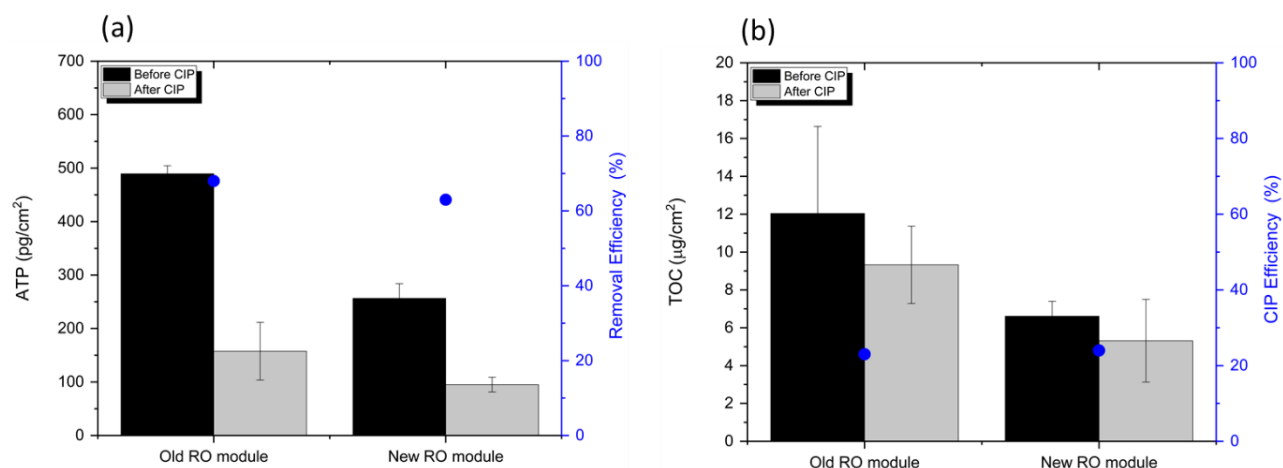 (a)
700
600
500
400
300
200
100
0
ATP (pg/cm²)
Before CIP
After CIP
100
80
60
40
20
0
Removal Efficiency (%)
Old RO module
New RO module
(b)
20
18
16
14
12
10
8
6
4
2
0
TOC (µg/cm²)
Before CIP
After CIP
100
80
60
40
20
0
CIP Efficiency (%)
Old RO module
New RO module